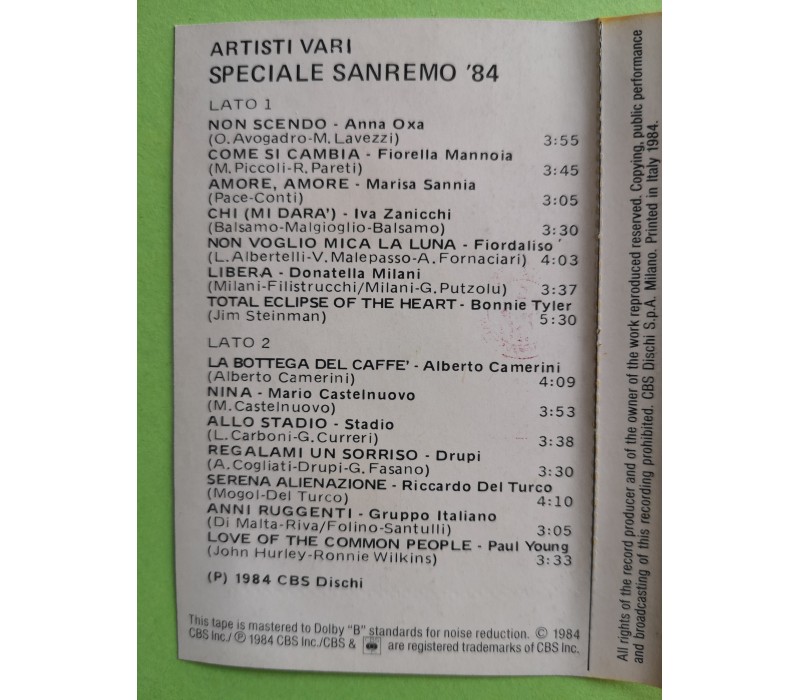 ARTISTI VARI
SPECIALE SANREMO '84
LATO 1
NON SCENDO - Anna Oxa
(O. Avogadro-M. Lavezzi) 3:55
COME SI CAMBIA - Fiorella Mannoia
(M. Piccoli-R. Pareti) 3:45
AMORE, AMORE - Marisa Sannia
(Pace-Conti) 3:05
CHI (MI DARA') - Iva Zanicchi
(Balsamo-Malgioglio-Balsamo) 3:30
NON VOGLIO MICA LA LUNA - Fiordaliso
(L. Albertelli-V. Malepasso-A. Fornaciari) 4:03
LIBERA - Donatella Milani
(Milani-Filistrucchi/Milani-G. Putzolu) 3:37
TOTAL ECLIPSE OF THE HEART - Bonnie Tyler
(Jim Steinman) 5:30
LATO 2
LA BOTTEGA DEL CAFFE' - Alberto Camerini
(Alberto Camerini) 4:09
NINA - Mario Castelnuovo
(M. Castelnuovo) 3:53
ALLO STADIO - Stadio
(L. Carboni-G. Curreri) 3:38
REGALAMI UN SORRISO - Drupi
(A. Cogliati-Drupi-G. Fasano) 3:30
SERENA ALIENAZIONE - Riccardo Del Turco
(Mogol-Del Turco) 4:10
ANNI RUGGENTI - Gruppo Italiano
(Di Malta-Riva/Folino-Santulli) 3:05
LOVE OF THE COMMON PEOPLE - Paul Young
(John Hurley-Ronnie Wilkins) 3:33
(P) 1984 CBS Dischi
This tape is mastered to Dolby "B" standards for noise reduction. © 1984
CBS Inc./ ℗ 1984 CBS Inc./CBS & are registered trademarks of CBS Inc.
All rights of the record producer and of the owner of the work reproduced reserved. Copying, public performance
and broadcasting of this recording prohibited. CBS Dischi S.p.A. Milano. Printed in Italy 1984.